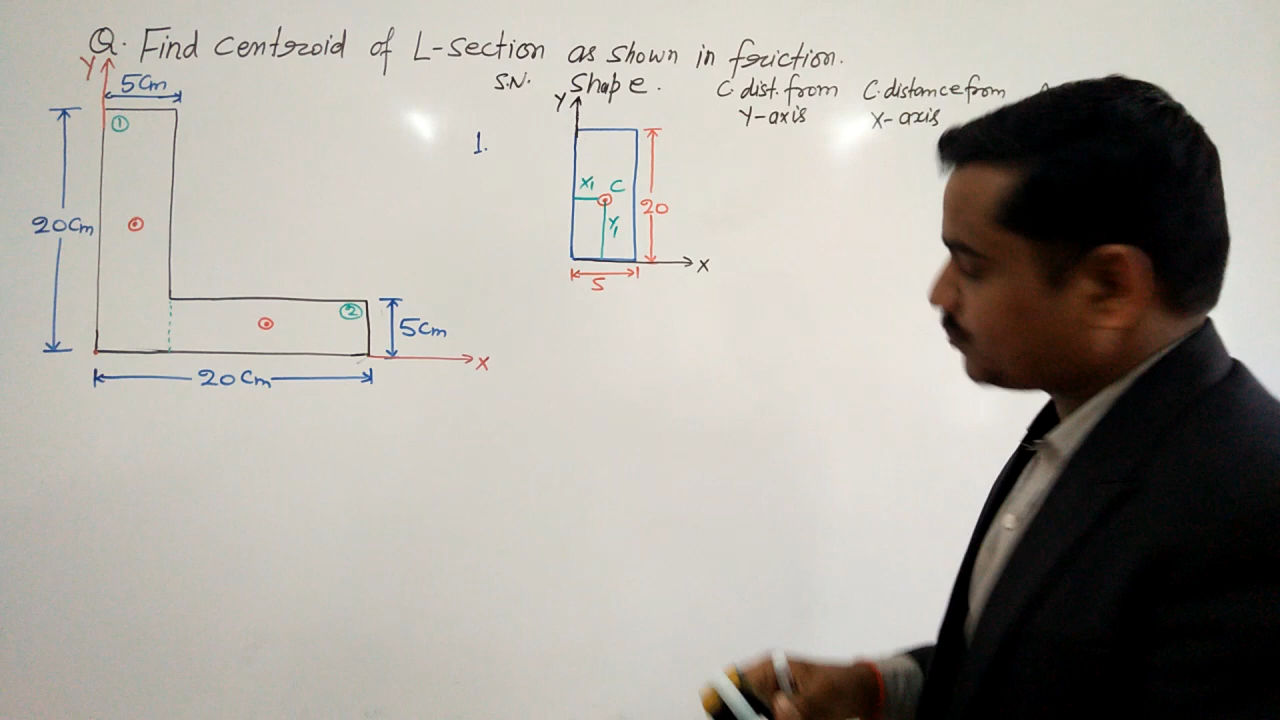 Q. Find Centroid of L-Section as shown in friction.
S.N. Shape. C. dist. from Y-axis C. distance from X-axis
Y
5cm
1
20cm
2
5cm
X
20cm
1.
Y
X1 C
Y1
20
X
5